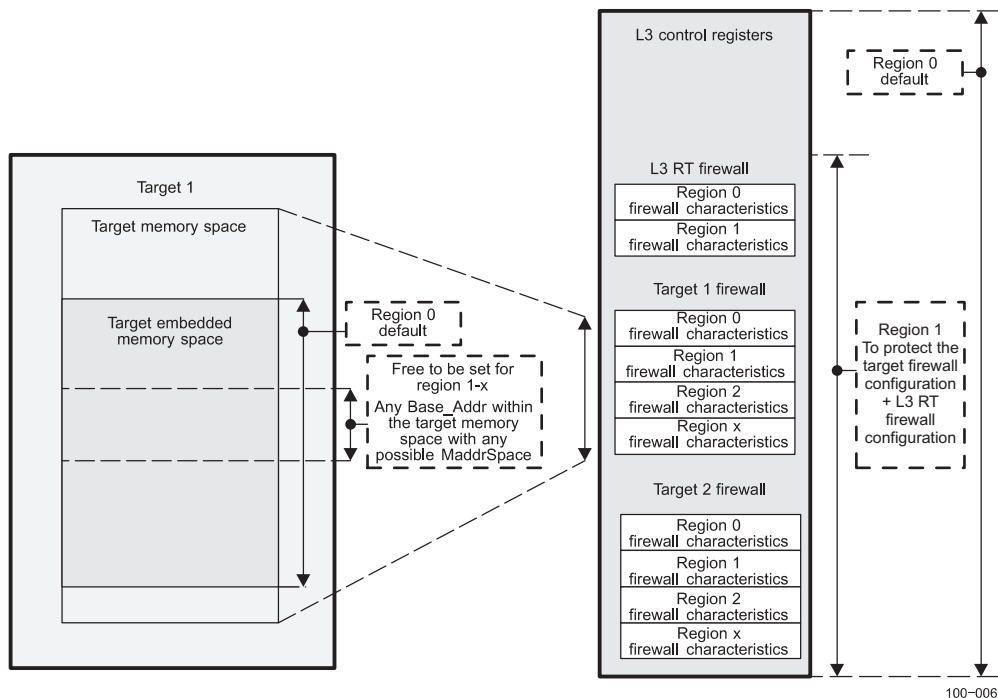 Target 1
Target memory space
Target embedded
memory space
Region 0
default
Free to be set for
region 1-x
Any Base_Addr within
the target memory
space with any
possible MaddrSpace
L3 control registers
L3 RT firewall
Region 0
firewall characteristics
Region 1
firewall characteristics
Target 1 firewall
Region 0
firewall characteristics
Region 1
firewall characteristics
Region 2
firewall characteristics
Region x
firewall characteristics
Target 2 firewall
Region 0
firewall characteristics
Region 1
firewall characteristics
Region 2
firewall characteristics
Region x
firewall characteristics
Region 0
default
Region 1
To protect the
target firewall
configuration
+ L3 RT
firewall
configuration
100-006